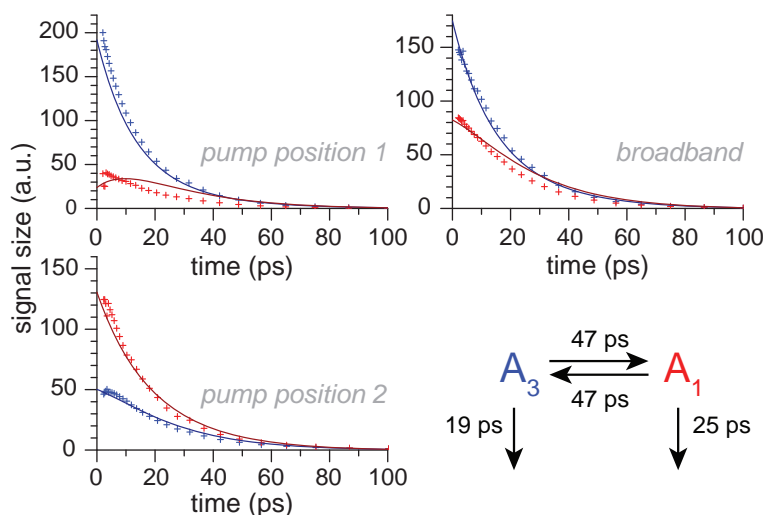 signal size (a.u.)
200
150
100
50
0
pump position 1
0 20 40 60 80 100
time (ps)
150
100
50
0
broadband
0 20 40 60 80 100
time (ps)
150
100
50
0
pump position 2
0 20 40 60 80 100
time (ps)
47 ps
A3 A1
47 ps
19 ps 25 ps